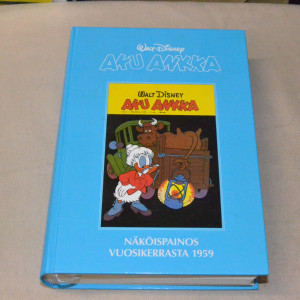 Walt Disney
AKU ANKKA
WALT DISNEY
AKU ANKKA
NÄKÖISPAINOS
VUOSIKERRASTA 1959